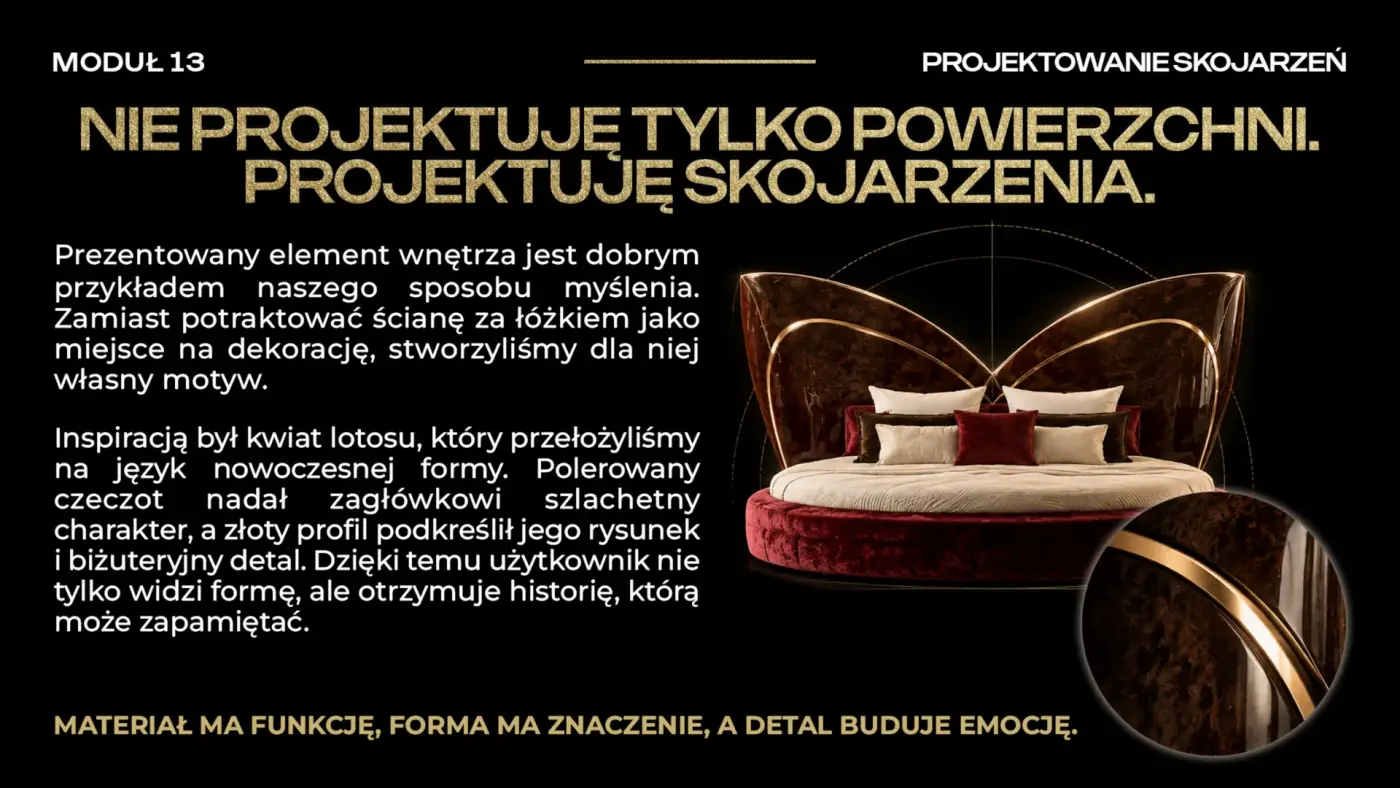 MODUŁ 13
PROJEKTOWANIE SKOJARZEŃ
NIE PROJEKTUJĘ TYLKO POWIERZCHNI.
PROJEKTUJĘ SKOJARZENIA.
Prezentowany element wnętrza jest dobrym
przykładem naszego sposobu myślenia.
Zamiast potraktować ścianę za łóżkiem jako
miejsce na dekorację, stworzyliśmy dla niej
własny motyw.
Inspiracją był kwiat lotosu, który przełożyliśmy
na język nowoczesnej formy. Polerowany
czeczot nadał zagłówkowi szlachetny
charakter, a złoty profil podkreślił jego rysunek
i biżuteryjny detal. Dzięki temu użytkownik nie
tylko widzi formę, ale otrzymuje historię, którą
może zapamiętać.
MATERIAŁ MA FUNKCJĘ, FORMA MA ZNACZENIE, A DETAL BUDUJE EMOCJĘ.